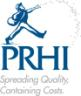 PRHI
Spreading Quality,
Containing Costs.